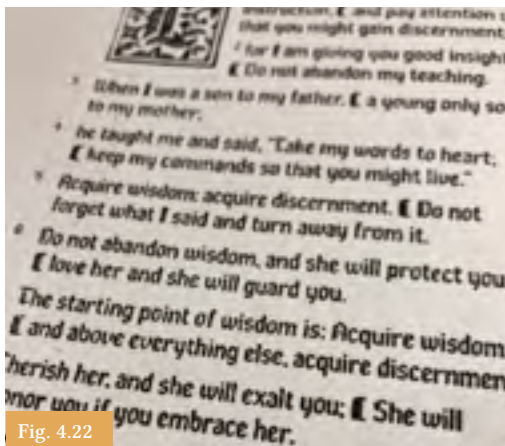 L
instruction, ⸿ and pay attention
that you might gain discernment,
for I am giving you good insight
⸿ Do not abandon my teaching.
3 When I was a son to my father, ⸿ a young only so
to my mother,
4 he taught me and said, "Take my words to heart,
⸿ keep my commands so that you might live."
5 Acquire wisdom; acquire discernment. ⸿ Do not
forget what I said and turn away from it.
6 Do not abandon wisdom, and she will protect you
⸿ love her and she will guard you.
The starting point of wisdom is: Acquire wisdom
⸿ and above everything else, acquire discernmen
Cherish her, and she will exalt you; ⸿ She will
onor you if you embrace her.
Fig. 4.22